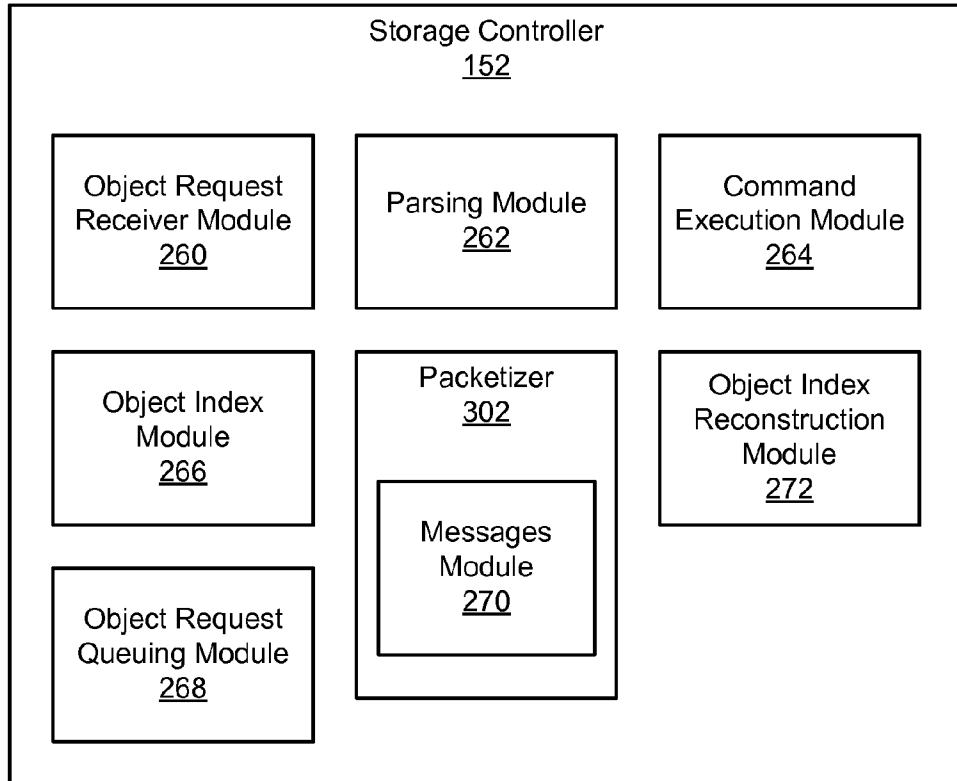 Storage Controller
152
Object Request
Receiver Module
260
Parsing Module
262
Command
Execution Module
264
Object Index
Module
266
Packetizer
302
Messages
Module
270
Object Index
Reconstruction
Module
272
Object Request
Queuing Module
268